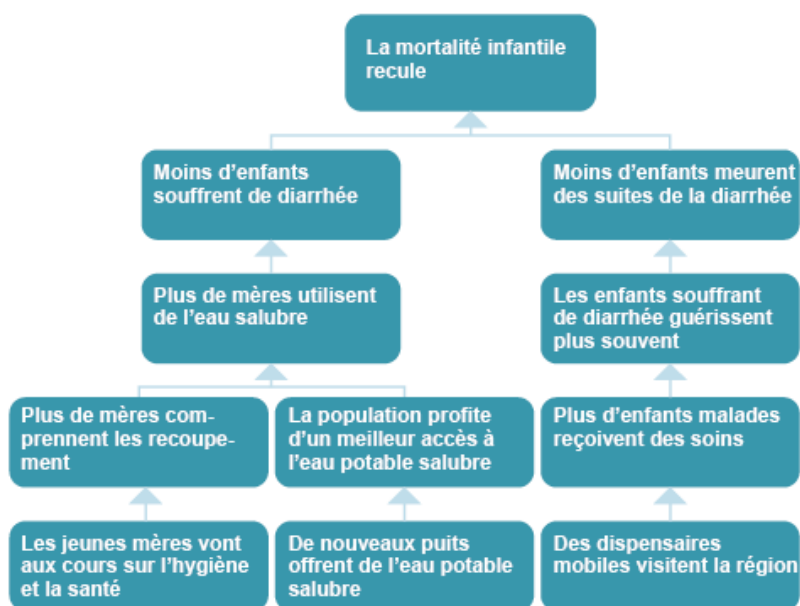 La mortalité infantile
recule
Moins d'enfants
souffrent de diarrhée
Moins d'enfants meurent
des suites de la diarrhée
Plus de mères utilisent
de l'eau salubre
Les enfants souffrant
de diarrhée guérissent
plus souvent
Plus de mères com-
prennent les recoupe-
ment
La population profite
d'un meilleur accès à
l'eau potable salubre
Plus d'enfants malades
reçoivent des soins
Les jeunes mères vont
aux cours sur l'hygiène
et la santé
De nouveaux puits
offrent de l'eau potable
salubre
Des dispensaires
mobiles visitent la région